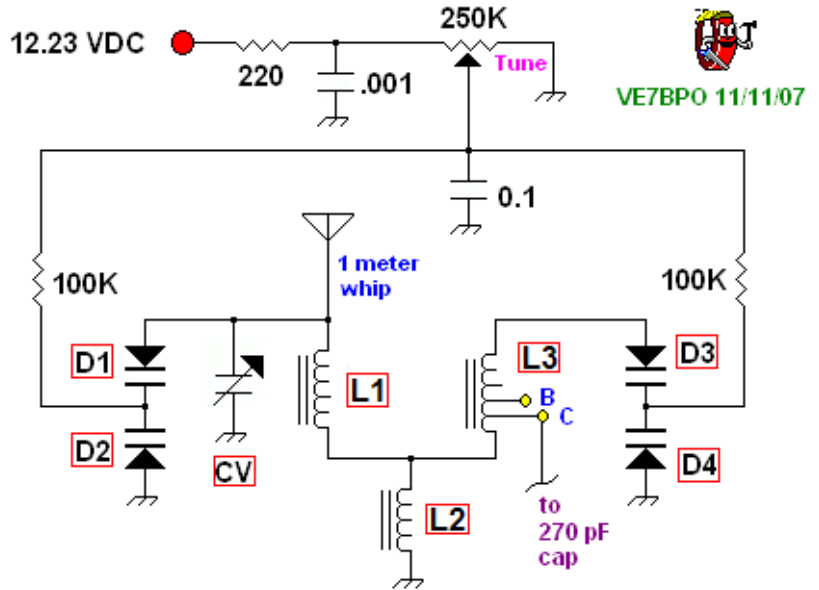 12.23 VDC
220
.001
250K
Tune
VE7BPO 11/11/07
0.1
100K
1 meter
whip
100K
D1
D2
CV
L1
L3
B
C
D3
D4
L2
to
270 pF
cap